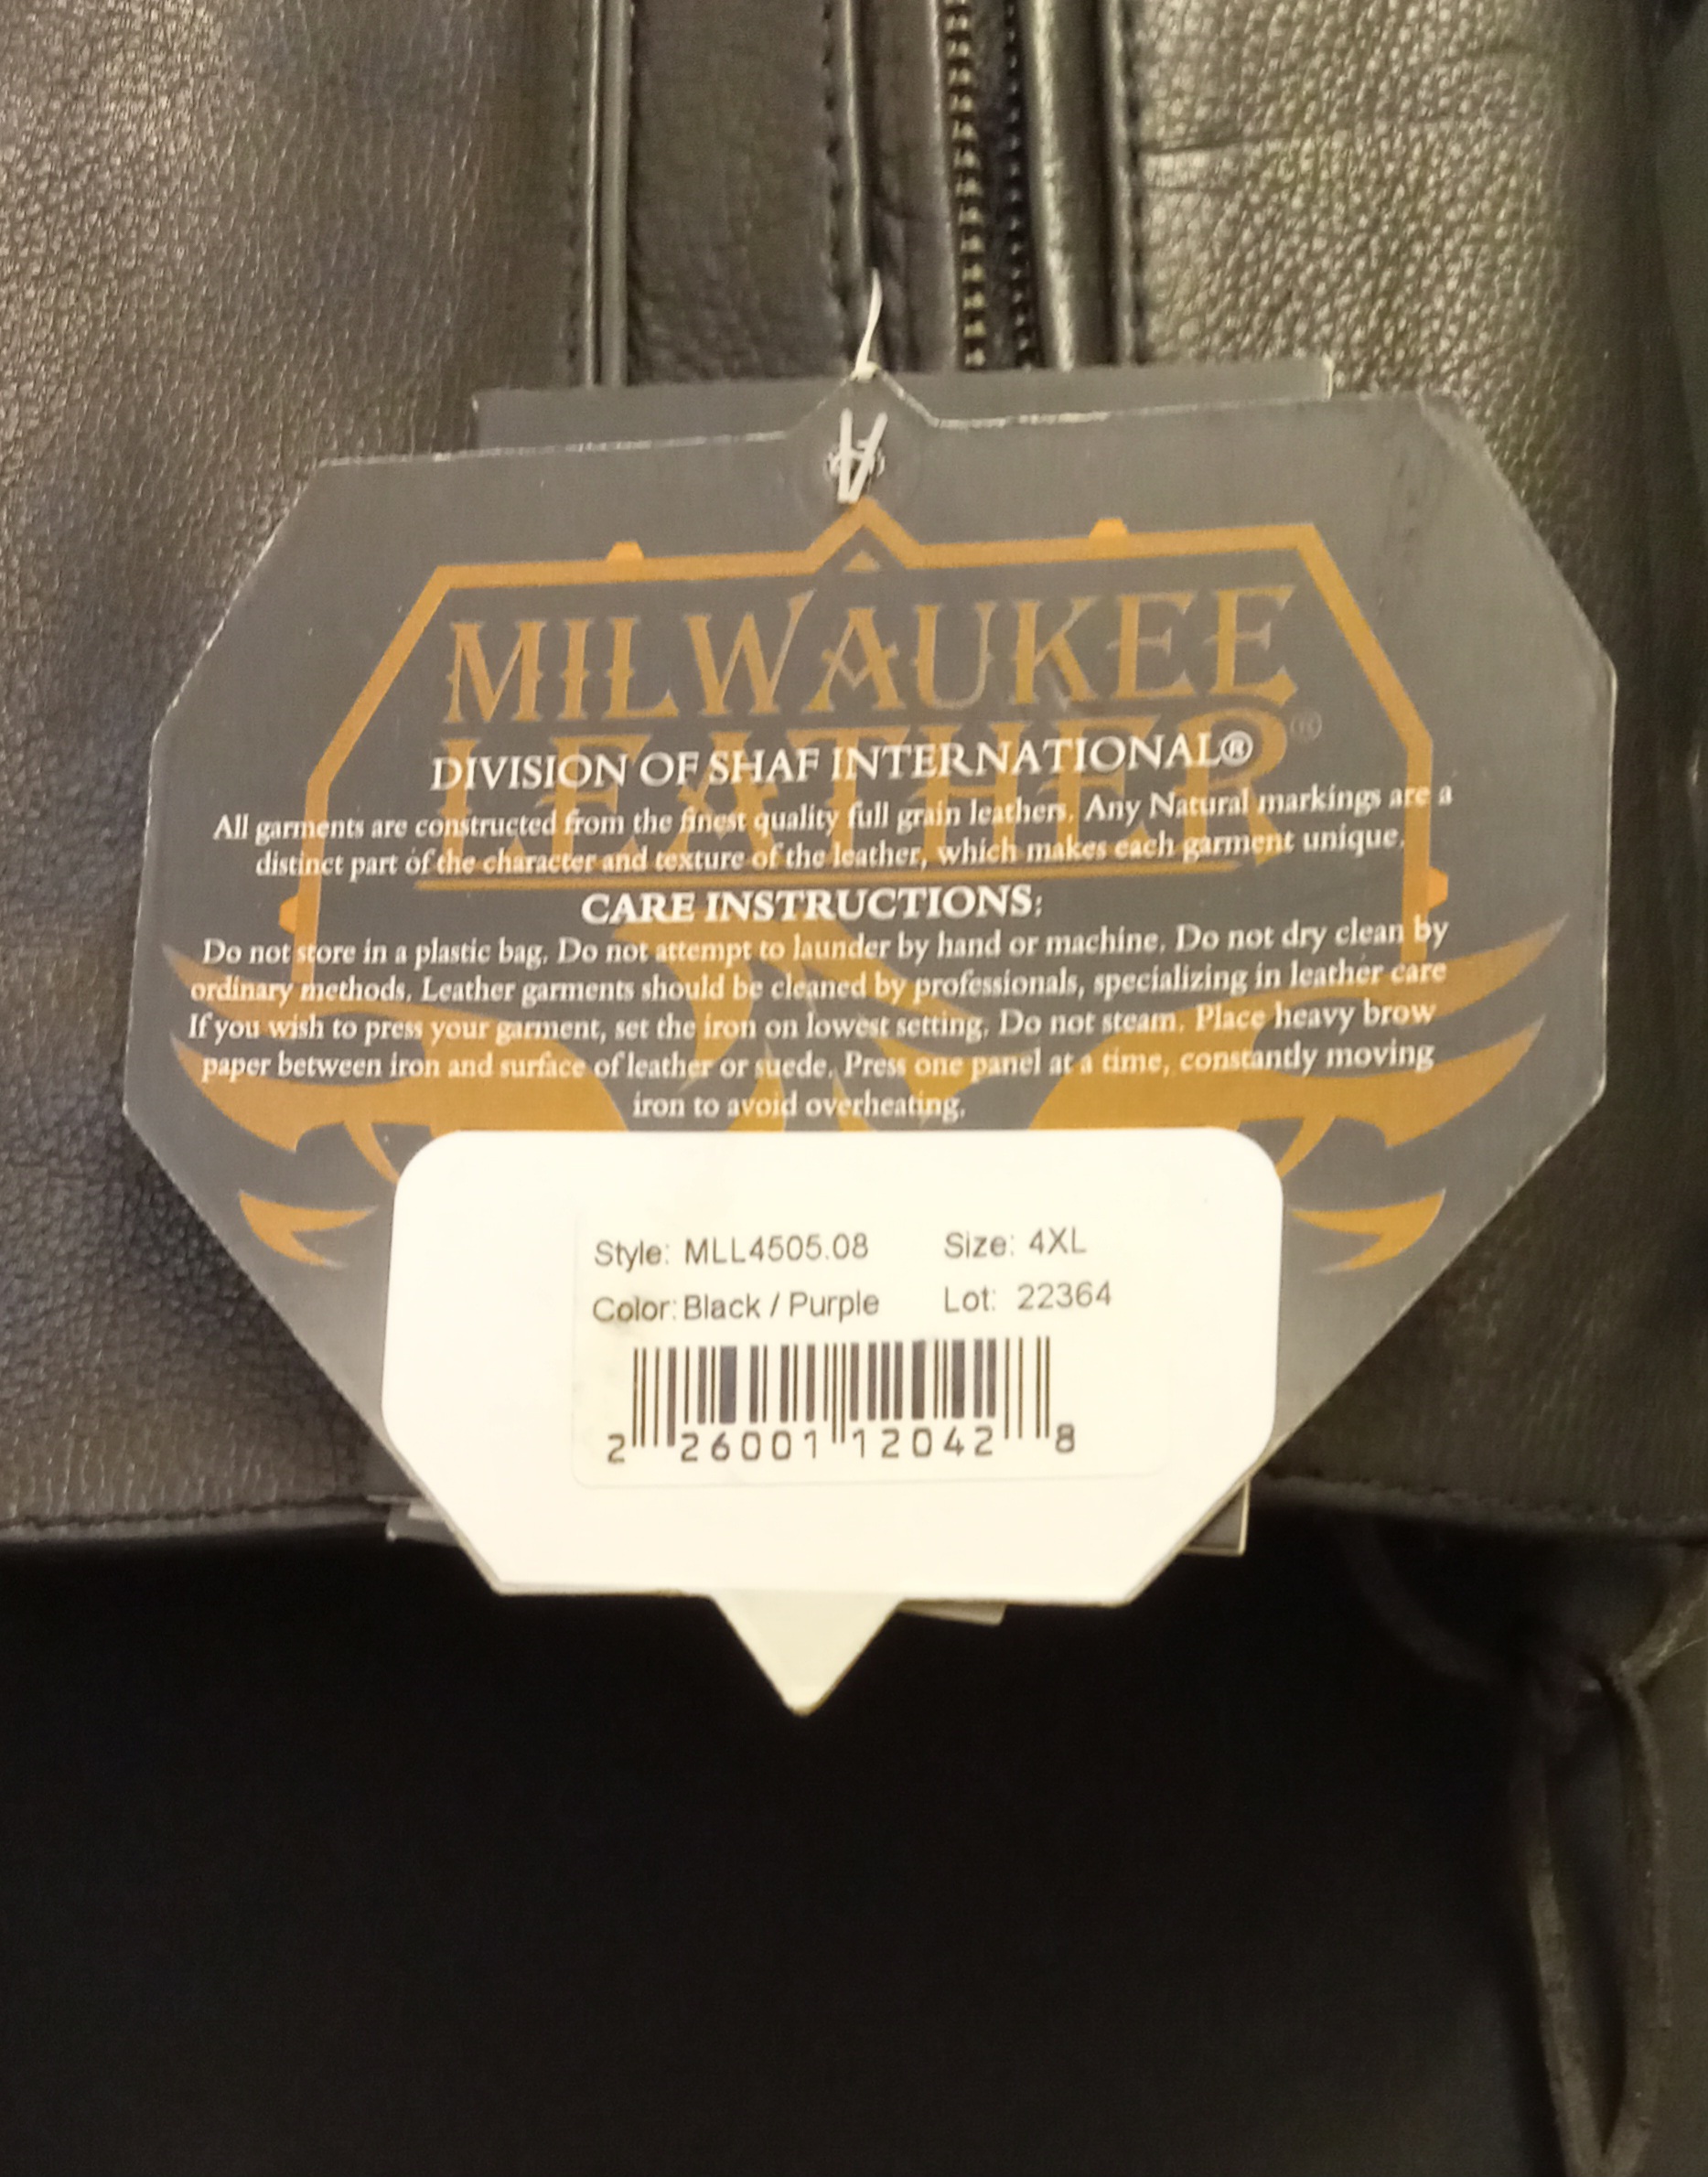 MILWAUKEE
LEATHER®
DIVISION OF SHAF INTERNATIONAL®
All garments are constructed from the finest quality full grain leathers. Any Natural markings are a
distinct part of the character and texture of the leather, which makes each garment unique.
CARE INSTRUCTIONS:
Do not store in a plastic bag. Do not attempt to launder by hand or machine. Do not dry clean by
ordinary methods. Leather garments should be cleaned by professionals, specializing in leather care
If you wish to press your garment, set the iron on lowest setting. Do not steam. Place heavy brow
paper between iron and surface of leather or suede. Press one panel at a time, constantly moving
iron to avoid overheating.
Style: MLL4505.08 Size: 4XL
Color: Black / Purple Lot: 22364
2 26001 12042 8